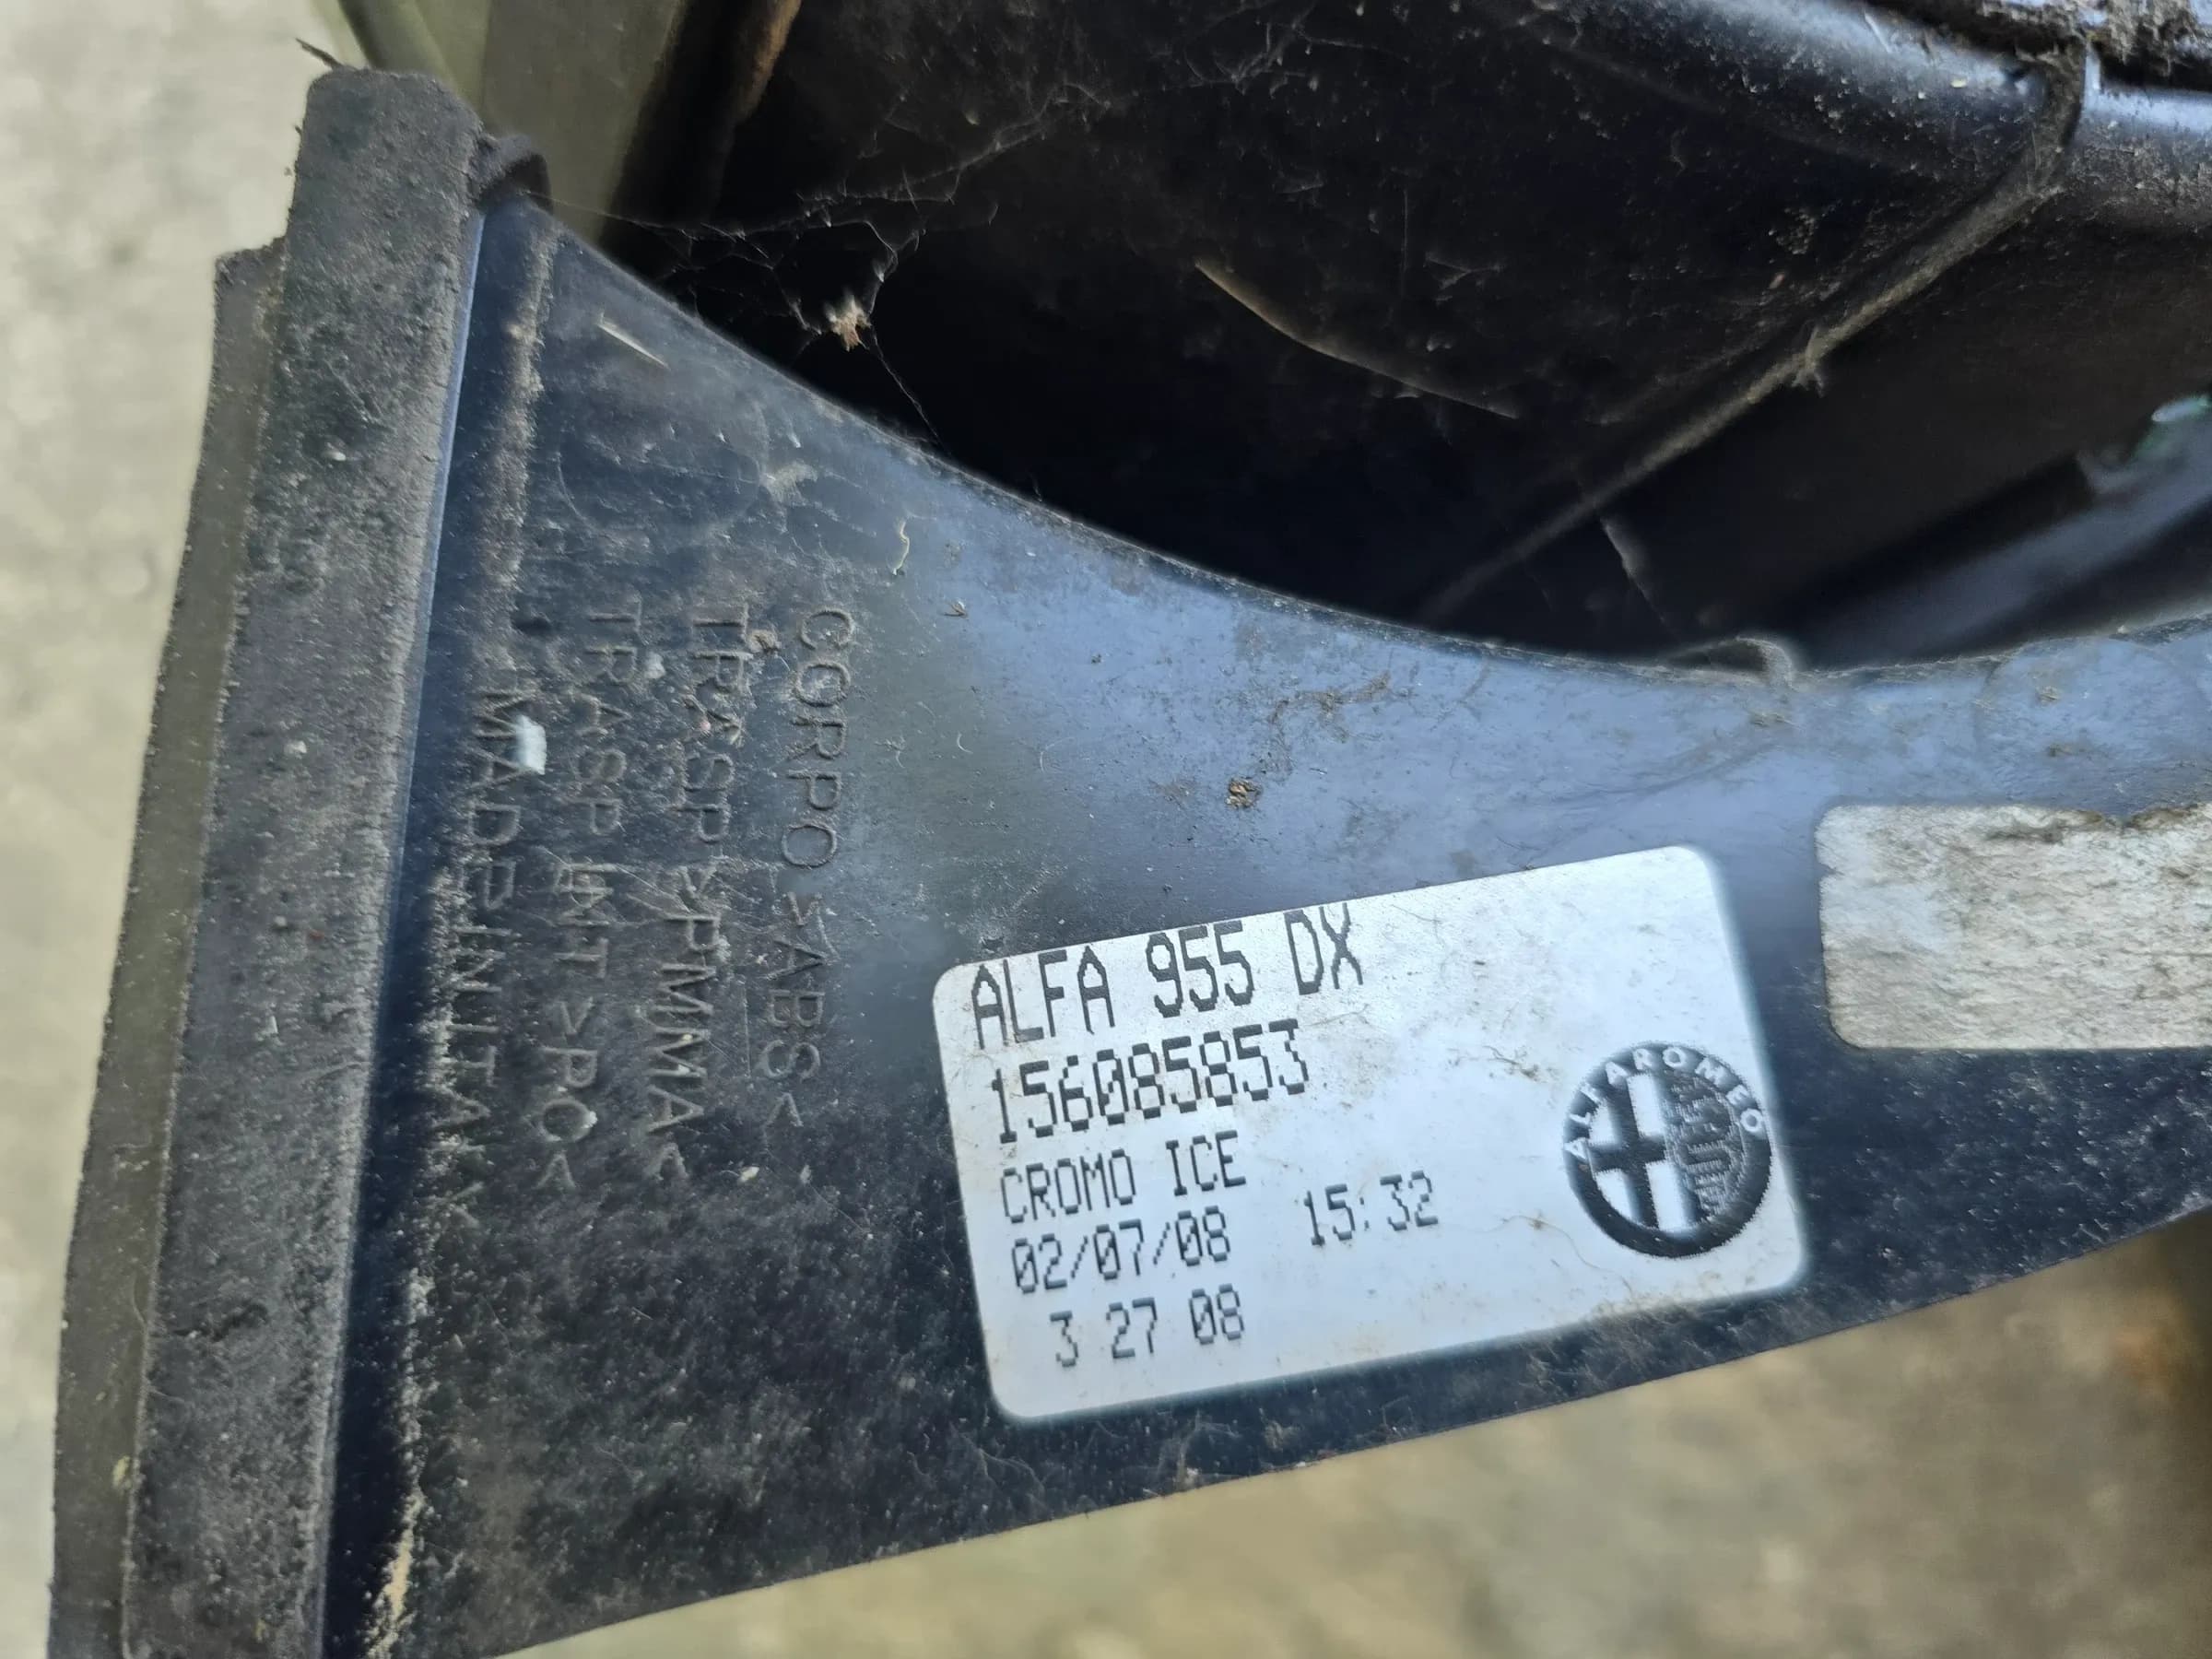 CORPO >ABS<
TRASP >PMMA<
TRASP INT >PC<
MADE IN ITALY
ALFA 955 DX
156085853
CROMO ICE
02/07/08 15:32
3 27 08
ALFA ROMEO